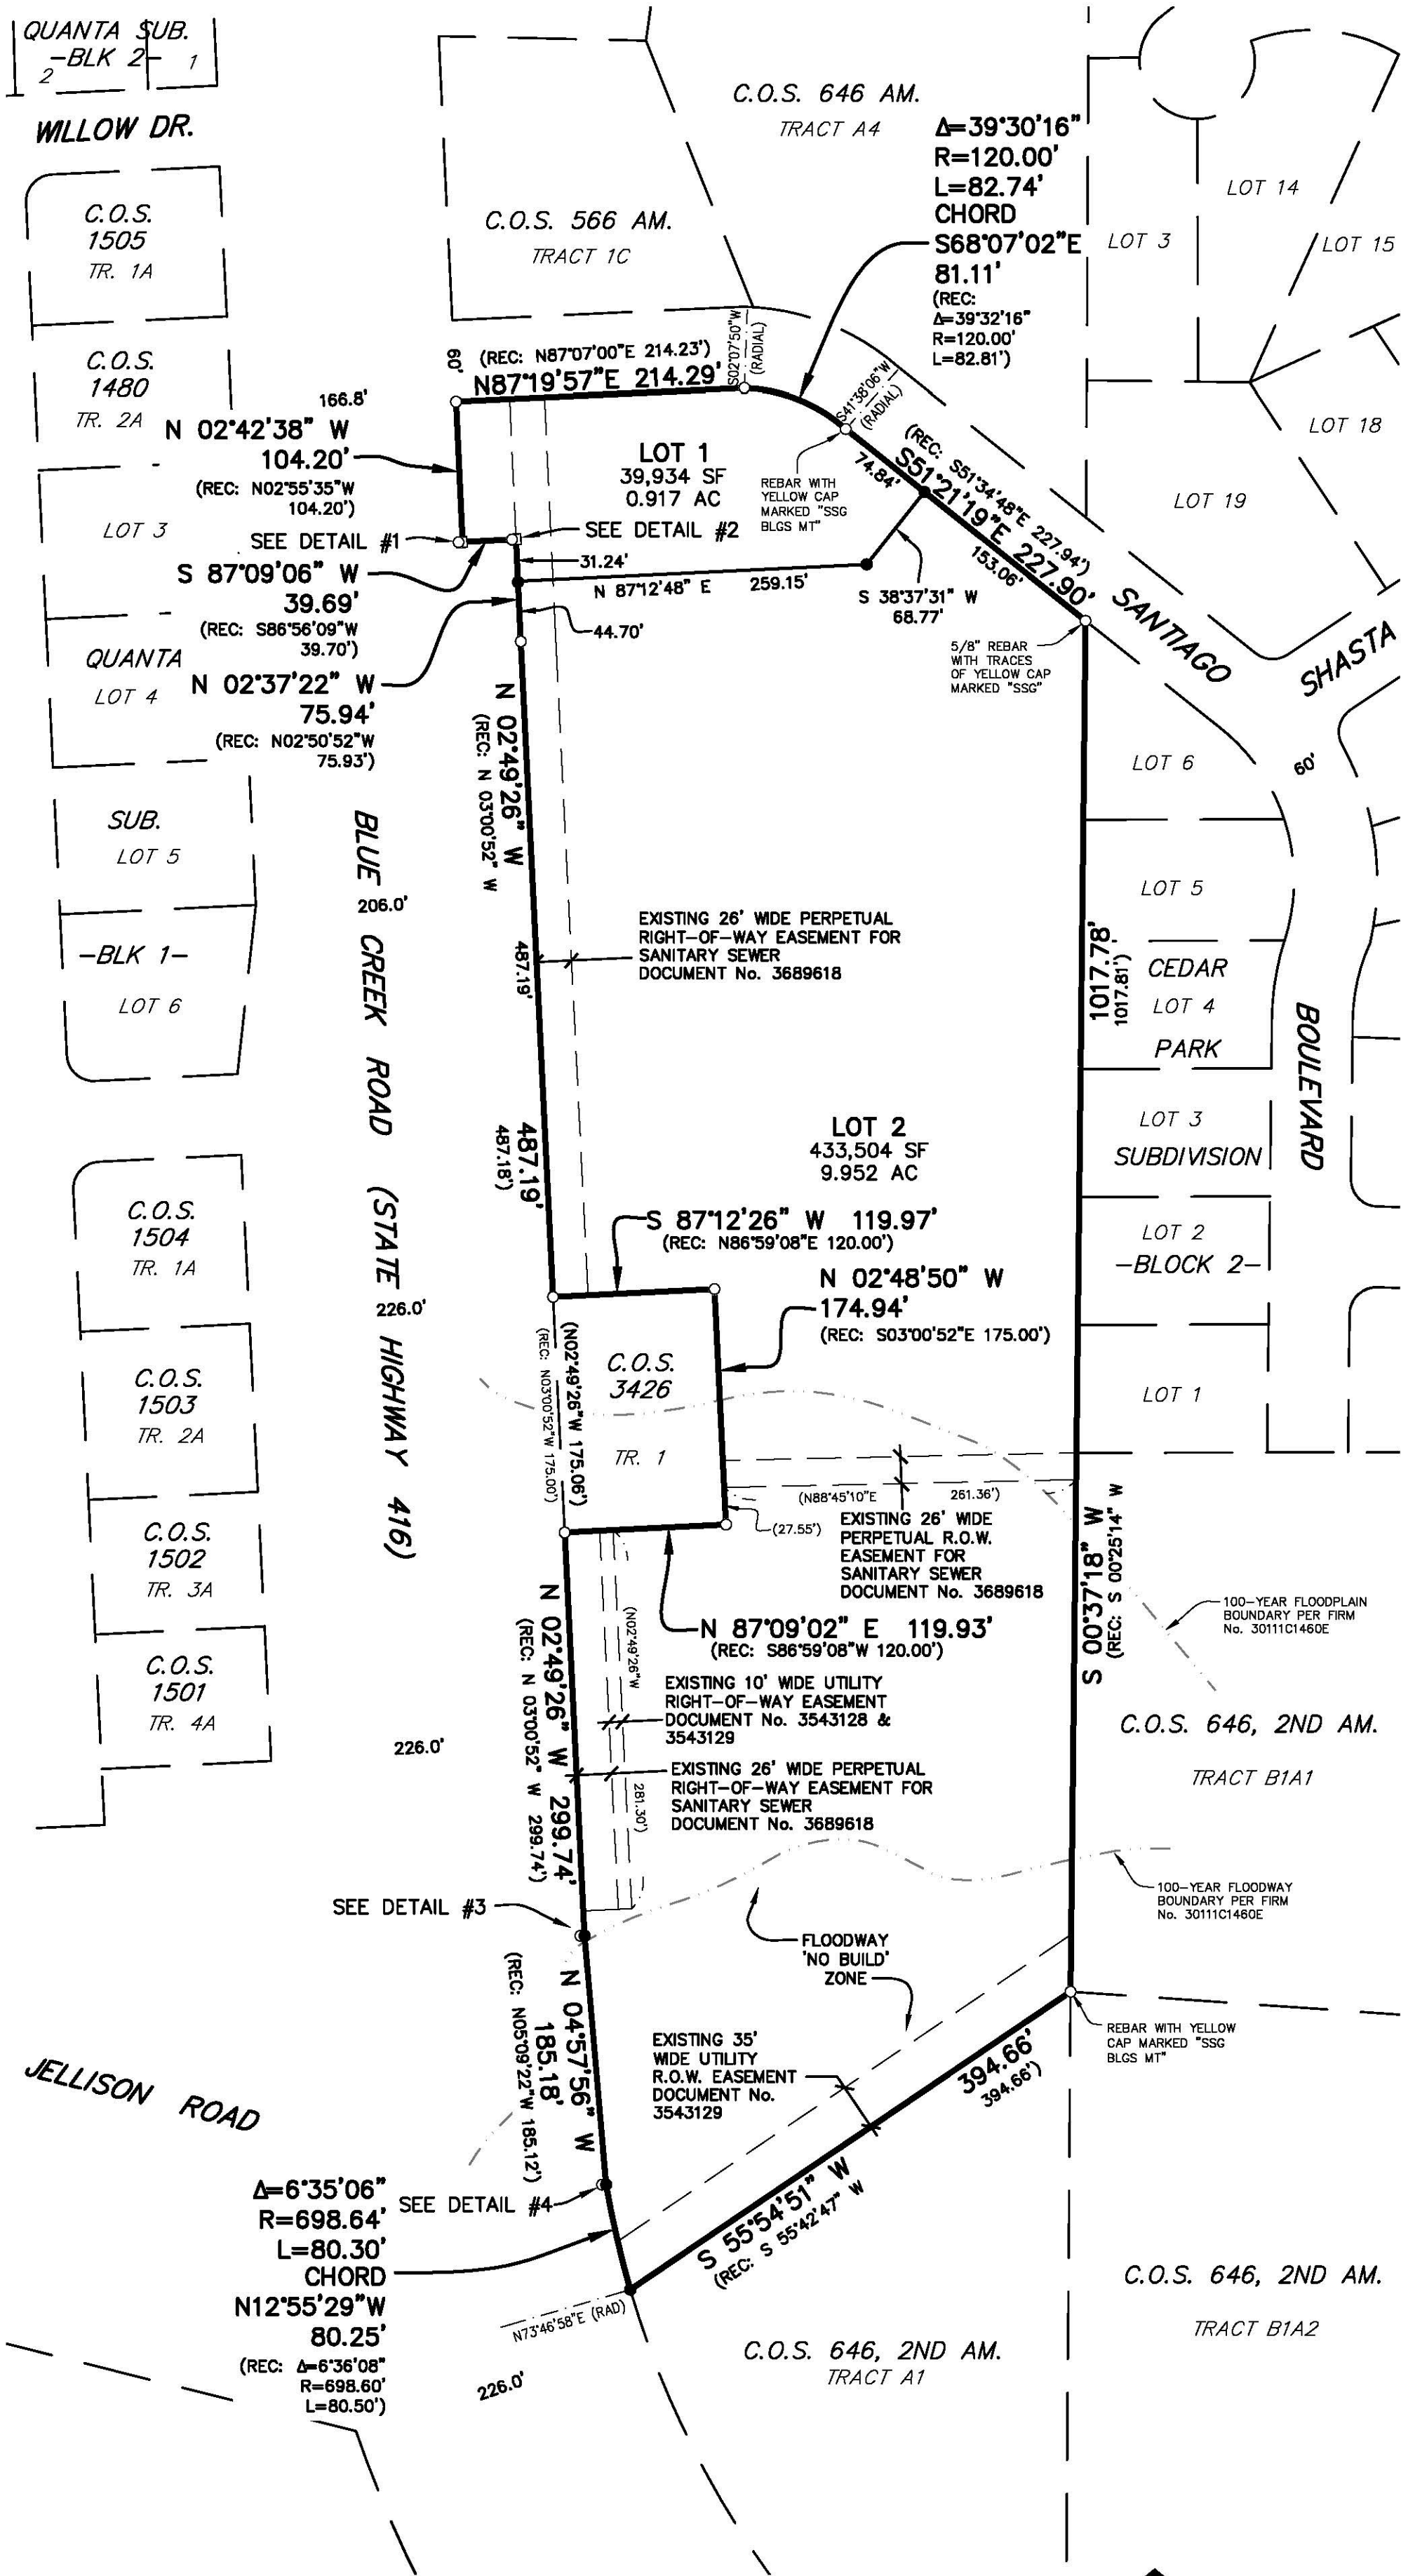 QUANTA SUB.
-BLK 2-
2
1
WILLOW DR.
C.O.S. 646 AM.
TRACT A4
C.O.S. 566 AM.
TRACT 1C
Δ=39°30'16"
R=120.00'
L=82.74'
CHORD
S68°07'02"E
81.11'
(REC:
Δ=39°32'16"
R=120.00'
L=82.81')
LOT 3
LOT 14
LOT 15
LOT 18
LOT 19
C.O.S.
1505
TR. 1A
C.O.S.
1480
TR. 2A
60'
(REC: N87°07'00"E 214.23')
N87°19'57"E 214.29'
S02°07'50"W
(RADIAL)
S41°38'06"W
(RADIAL)
166.8'
N 02°42'38" W
104.20'
(REC: N02°55'35"W
104.20')
LOT 1
39,934 SF
0.917 AC
REBAR WITH
YELLOW CAP
MARKED "SSG
BLGS MT"
74.84'
(REC: S51°34'48"E 227.94')
S51°21'19"E 227.90'
153.06'
LOT 3
SEE DETAIL #1
SEE DETAIL #2
S 87°09'06" W
39.69'
(REC: S86°56'09"W
39.70')
31.24'
N 87°12'48" E 259.15'
S 38°37'31" W
68.77'
44.70'
QUANTA
LOT 4
N 02°37'22" W
75.94'
(REC: N02°50'52"W
75.93')
5/8" REBAR
WITH TRACES
OF YELLOW CAP
MARKED "SSG"
SANTIAGO
SHASTA
BOULEVARD
60'
N 02°49'26" W
(REC: N 03°00'52" W
487.19'
487.19'
487.18')
SUB.
LOT 5
-BLK 1-
LOT 6
BLUE CREEK ROAD (STATE HIGHWAY 416)
206.0'
EXISTING 26' WIDE PERPETUAL
RIGHT-OF-WAY EASEMENT FOR
SANITARY SEWER
DOCUMENT No. 3689618
1017.78'
1017.81')
LOT 6
LOT 5
CEDAR
LOT 4
PARK
LOT 3
SUBDIVISION
LOT 2
-BLOCK 2-
LOT 1
LOT 2
433,504 SF
9.952 AC
C.O.S.
1504
TR. 1A
226.0'
S 87°12'26" W 119.97'
(REC: N86°59'08"E 120.00')
N 02°48'50" W
174.94'
(REC: S03°00'52"E 175.00')
(N02°49'26"W 175.06')
(REC: N03°00'52"W 175.00')
C.O.S.
3426
TR. 1
C.O.S.
1503
TR. 2A
C.O.S.
1502
TR. 3A
C.O.S.
1501
TR. 4A
(N88°45'10"E 261.36')
(27.55')
EXISTING 26' WIDE
PERPETUAL R.O.W.
EASEMENT FOR
SANITARY SEWER
DOCUMENT No. 3689618
S 00°37'18" W
(REC: S 00°25'14" W
100-YEAR FLOODPLAIN
BOUNDARY PER FIRM
No. 30111C1460E
N 87°09'02" E 119.93'
(REC: S86°59'08"W 120.00')
N 02°49'26" W 299.74'
(REC: N 03°00'52" W 299.74')
(N02°49'26"W
281.30')
EXISTING 10' WIDE UTILITY
RIGHT-OF-WAY EASEMENT
DOCUMENT No. 3543128 &
3543129
EXISTING 26' WIDE PERPETUAL
RIGHT-OF-WAY EASEMENT FOR
SANITARY SEWER
DOCUMENT No. 3689618
226.0'
C.O.S. 646, 2ND AM.
TRACT B1A1
100-YEAR FLOODWAY
BOUNDARY PER FIRM
No. 30111C1460E
SEE DETAIL #3
FLOODWAY
'NO BUILD'
ZONE
N 04°57'56" W
185.18'
(REC: N05°09'22"W 185.12')
EXISTING 35'
WIDE UTILITY
R.O.W. EASEMENT
DOCUMENT No.
3543129
REBAR WITH YELLOW
CAP MARKED "SSG
BLGS MT"
394.66'
394.66')
S 55°54'51" W
(REC: S 55°42'47" W
JELLISON ROAD
SEE DETAIL #4
Δ=6°35'06"
R=698.64'
L=80.30'
CHORD
N12°55'29"W
80.25'
(REC: Δ=6°36'08"
R=698.60'
L=80.50')
N73°46'58"E (RAD)
226.0'
C.O.S. 646, 2ND AM.
TRACT A1
C.O.S. 646, 2ND AM.
TRACT B1A2